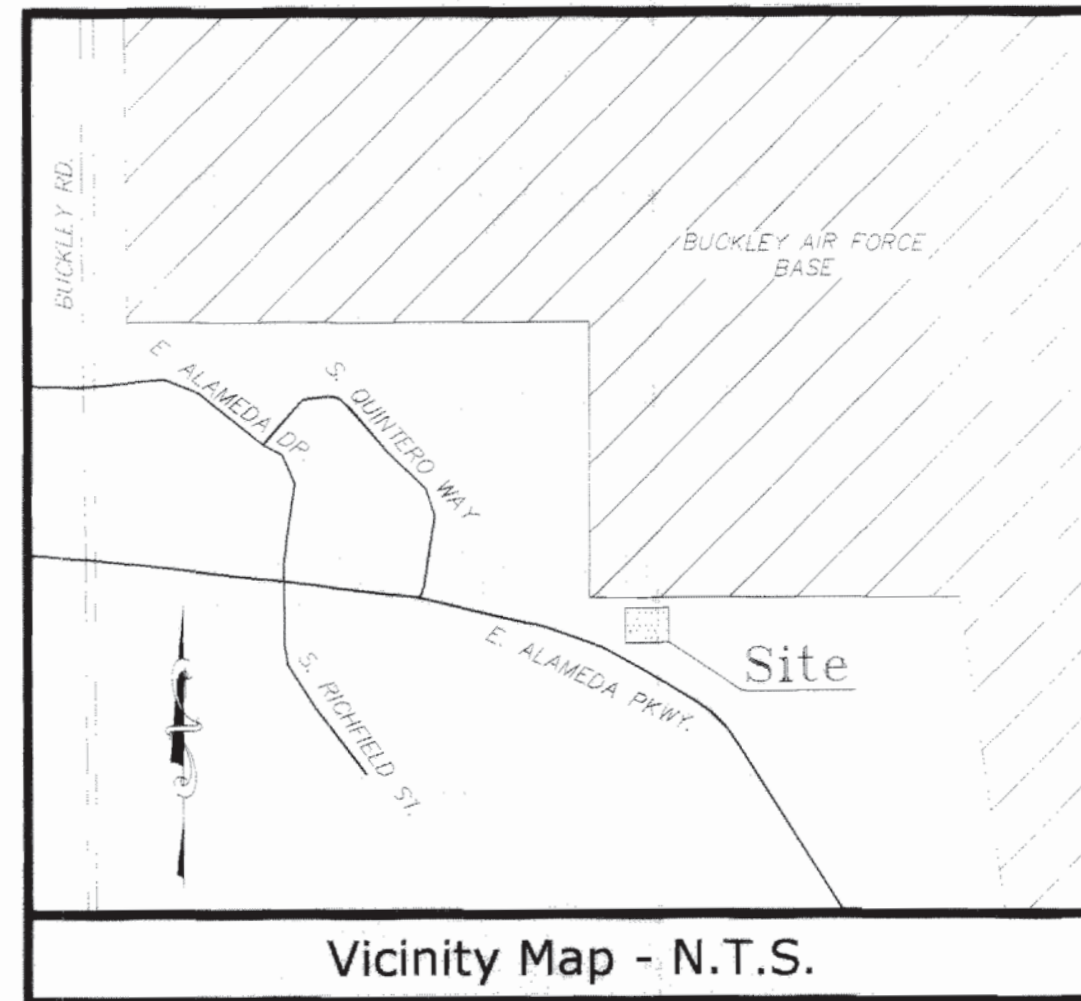 BUCKLEY RD.
BUCKLEY AIR FORCE
BASE
E ALAMEDA DR.
S. QUINTERO WAY
E. ALAMEDA PKWY.
Site
S. RICHFIELD ST.
Vicinity Map - N.T.S.